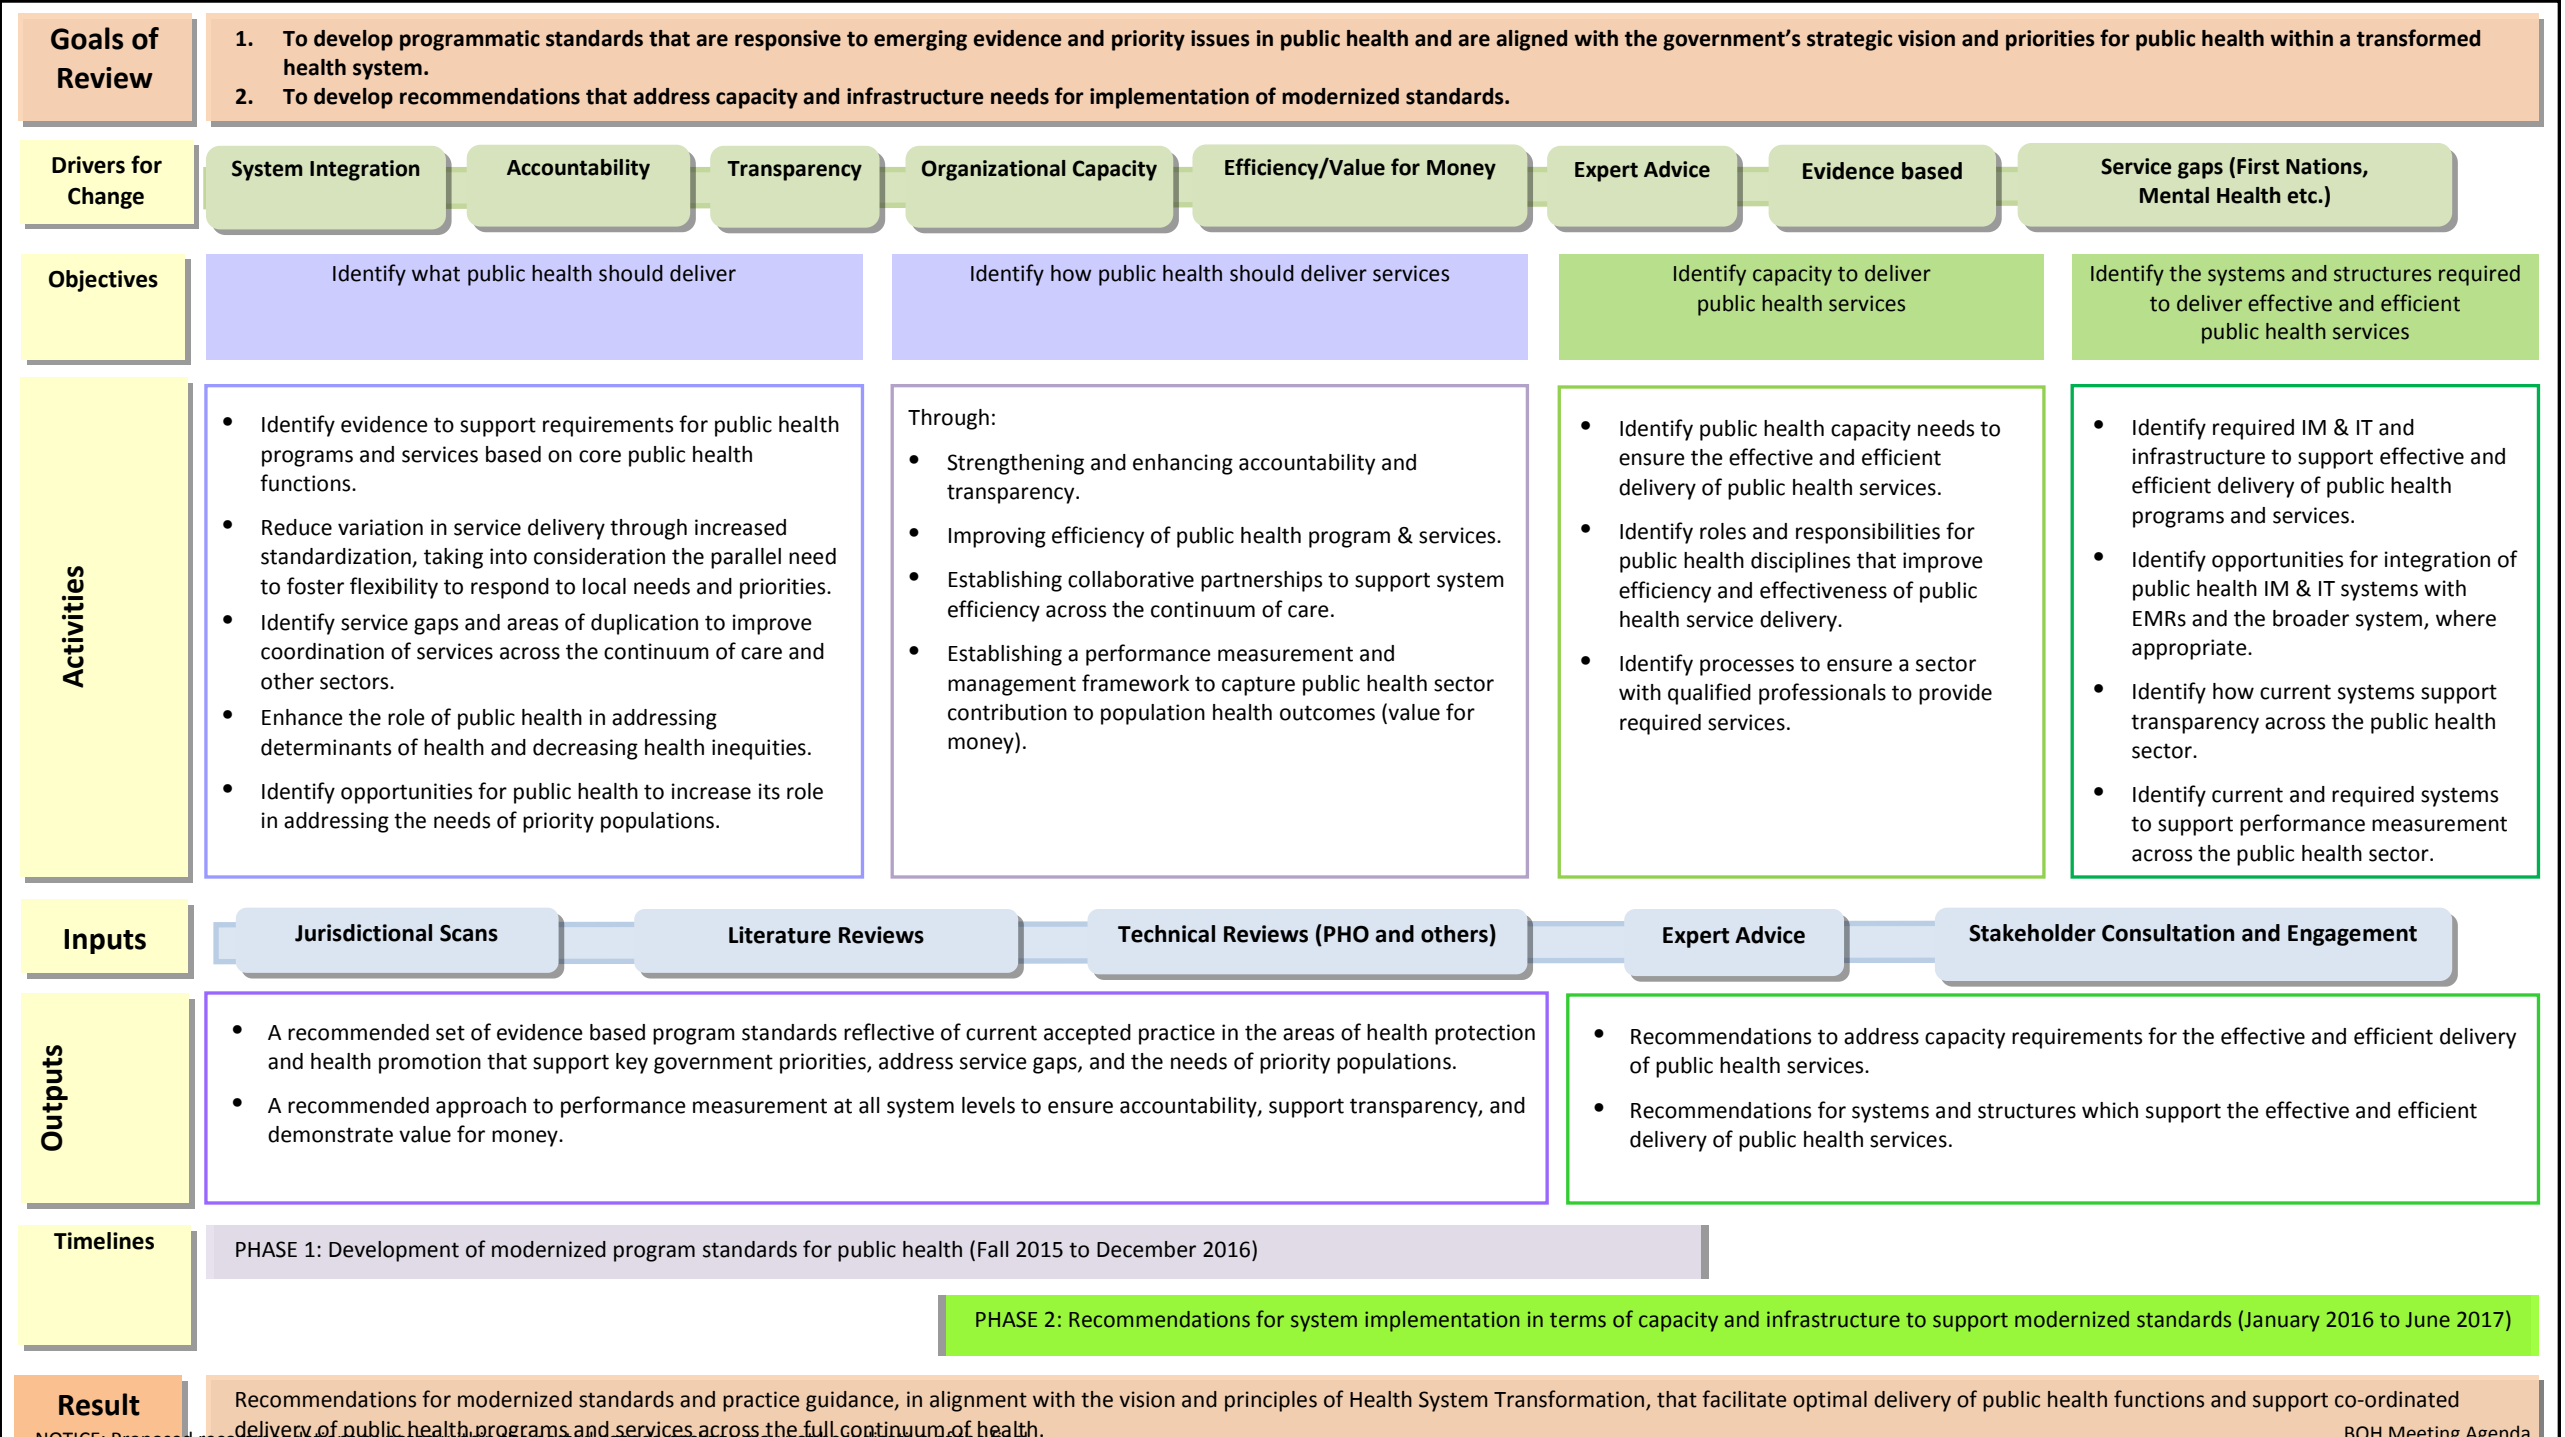 Goals of
Review
1. To develop programmatic standards that are responsive to emerging evidence and priority issues in public health and are aligned with the government's strategic vision and priorities for public health within a transformed
health system.
2. To develop recommendations that address capacity and infrastructure needs for implementation of modernized standards.
Drivers for
Change
System Integration
Accountability
Transparency
Organizational Capacity
Efficiency/Value for Money
Expert Advice
Evidence based
Service gaps (First Nations,
Mental Health etc.)
Objectives
Identify what public health should deliver
Identify how public health should deliver services
Identify capacity to deliver
public health services
Identify the systems and structures required
to deliver effective and efficient
public health services
Activities
• Identify evidence to support requirements for public health
programs and services based on core public health
functions.
• Reduce variation in service delivery through increased
standardization, taking into consideration the parallel need
to foster flexibility to respond to local needs and priorities.
• Identify service gaps and areas of duplication to improve
coordination of services across the continuum of care and
other sectors.
• Enhance the role of public health in addressing
determinants of health and decreasing health inequities.
• Identify opportunities for public health to increase its role
in addressing the needs of priority populations.
Through:
• Strengthening and enhancing accountability and
transparency.
• Improving efficiency of public health program & services.
• Establishing collaborative partnerships to support system
efficiency across the continuum of care.
• Establishing a performance measurement and
management framework to capture public health sector
contribution to population health outcomes (value for
money).
• Identify public health capacity needs to
ensure the effective and efficient
delivery of public health services.
• Identify roles and responsibilities for
public health disciplines that improve
efficiency and effectiveness of public
health service delivery.
• Identify processes to ensure a sector
with qualified professionals to provide
required services.
• Identify required IM & IT and
infrastructure to support effective and
efficient delivery of public health
programs and services.
• Identify opportunities for integration of
public health IM & IT systems with
EMRs and the broader system, where
appropriate.
• Identify how current systems support
transparency across the public health
sector.
• Identify current and required systems
to support performance measurement
across the public health sector.
Inputs
Jurisdictional Scans
Literature Reviews
Technical Reviews (PHO and others)
Expert Advice
Stakeholder Consultation and Engagement
Outputs
• A recommended set of evidence based program standards reflective of current accepted practice in the areas of health protection
and health promotion that support key government priorities, address service gaps, and the needs of priority populations.
• A recommended approach to performance measurement at all system levels to ensure accountability, support transparency, and
demonstrate value for money.
• Recommendations to address capacity requirements for the effective and efficient delivery
of public health services.
• Recommendations for systems and structures which support the effective and efficient
delivery of public health services.
Timelines
PHASE 1: Development of modernized program standards for public health (Fall 2015 to December 2016)
PHASE 2: Recommendations for system implementation in terms of capacity and infrastructure to support modernized standards (January 2016 to June 2017)
Result
Recommendations for modernized standards and practice guidance, in alignment with the vision and principles of Health System Transformation, that facilitate optimal delivery of public health functions and support co-ordinated
delivery of public health programs and services across the full continuum of health.
NOTICE: Proposed
BOH Meeting Agenda